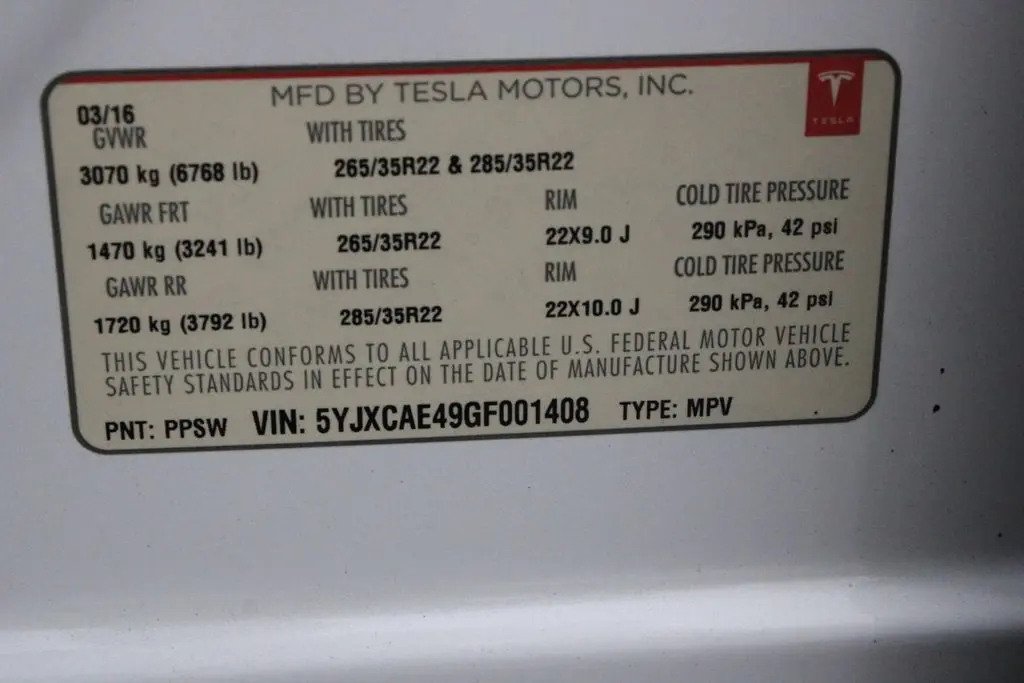 MFD BY TESLA MOTORS, INC.
TESLA
03/16
GVWR WITH TIRES
3070 kg (6768 lb) 265/35R22 & 285/35R22
GAWR FRT WITH TIRES RIM COLD TIRE PRESSURE
1470 kg (3241 lb) 265/35R22 22X9.0 J 290 kPa, 42 psi
GAWR RR WITH TIRES RIM COLD TIRE PRESSURE
1720 kg (3792 lb) 285/35R22 22X10.0 J 290 kPa, 42 psi
THIS VEHICLE CONFORMS TO ALL APPLICABLE U.S. FEDERAL MOTOR VEHICLE
SAFETY STANDARDS IN EFFECT ON THE DATE OF MANUFACTURE SHOWN ABOVE.
PNT: PPSW VIN: 5YJXCAE49GF001408 TYPE: MPV